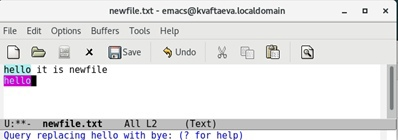 newfile.txt - emacs@kvaftaeva.localdomain
File Edit Options Buffers Tools Text Help
Save Undo
hello it is newfile
hello
U:**- newfile.txt All L2 (Text)
Query replacing hello with bye: (? for help)